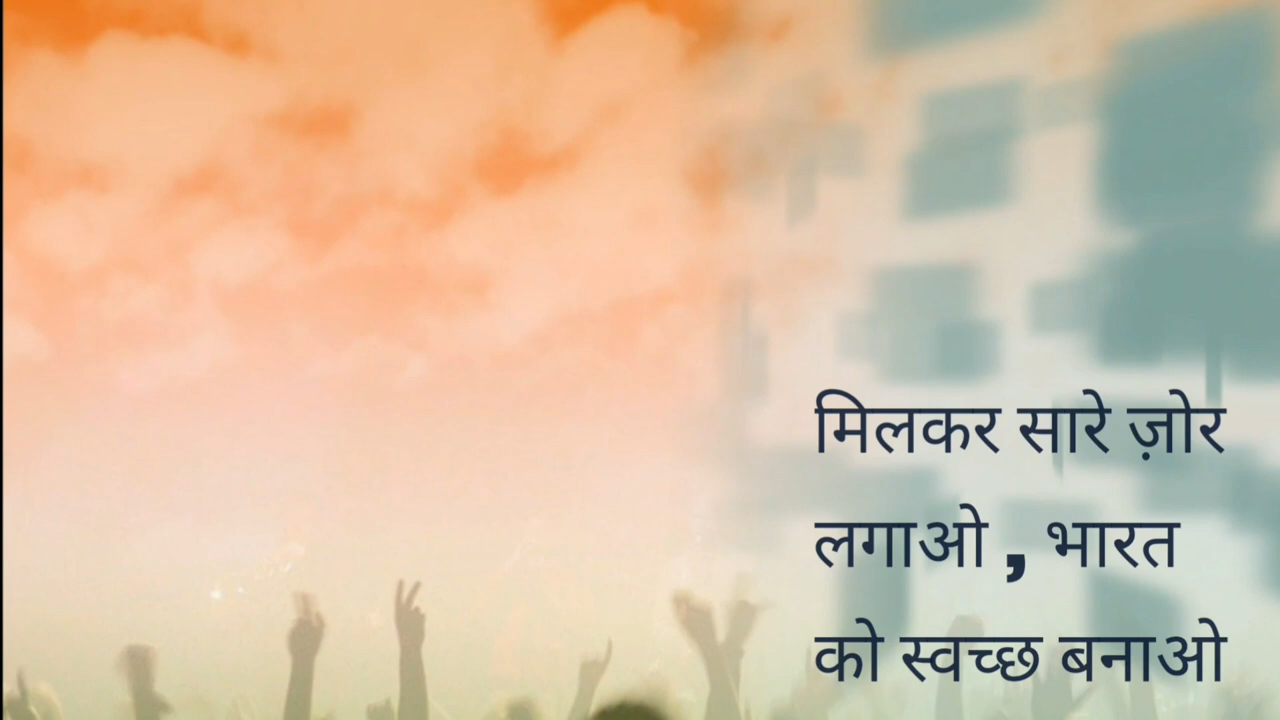 मिलकर सारे ज़ोर
लगाओ , भारत
को स्वच्छ बनाओ